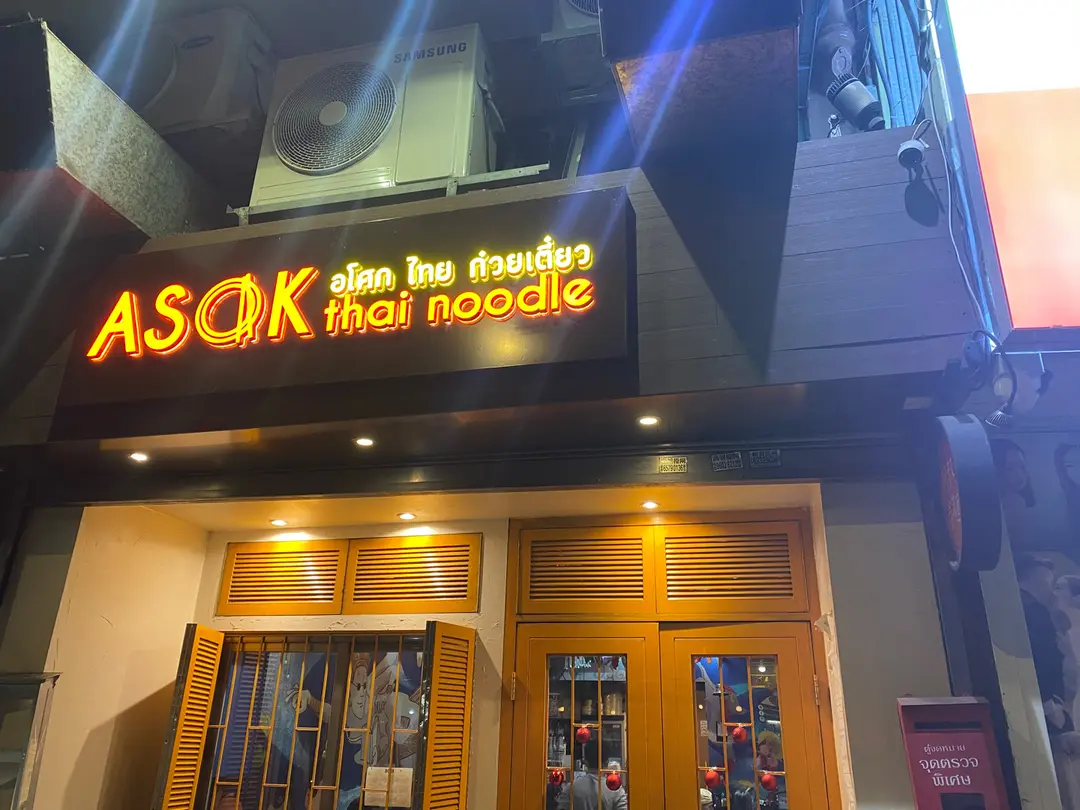 SAMSUNG
ASOK
อโศก ไทย ก๋วยเตี๋ยว
thai noodle
ตู้จดหมาย
จุดตรวจ
พิเศษ